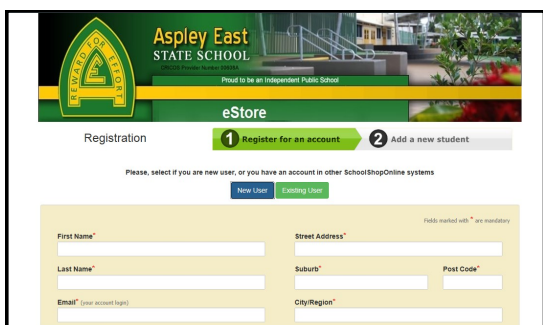 REWARD FOR EFFORT
Aspley East
STATE SCHOOL
Proud to be an Independent Public School
eStore
Registration
1 Register for an account
2 Add a new student
Please, select if you are new user, or you have an account in other SchoolShopOnline systems
New User Existing User
Fields marked with * are mandatory
First Name* Street Address*
Last Name* Suburb* Post Code*
Email* (your account login) City/Region*